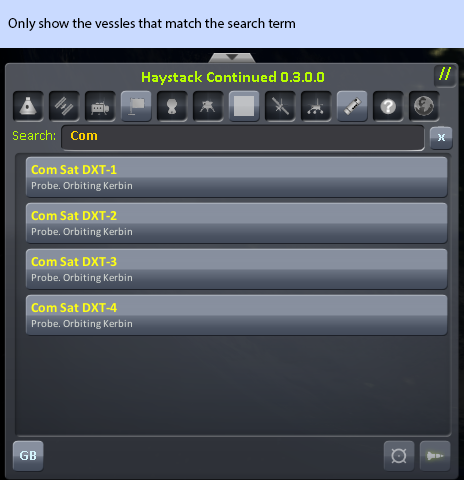 Only show the vessles that match the search term
Haystack Continued 0.3.0.0
//
?
Search: Com x
Com Sat DXT-1
Probe. Orbiting Kerbin
Com Sat DXT-2
Probe. Orbiting Kerbin
Com Sat DXT-3
Probe. Orbiting Kerbin
Com Sat DXT-4
Probe. Orbiting Kerbin
GB